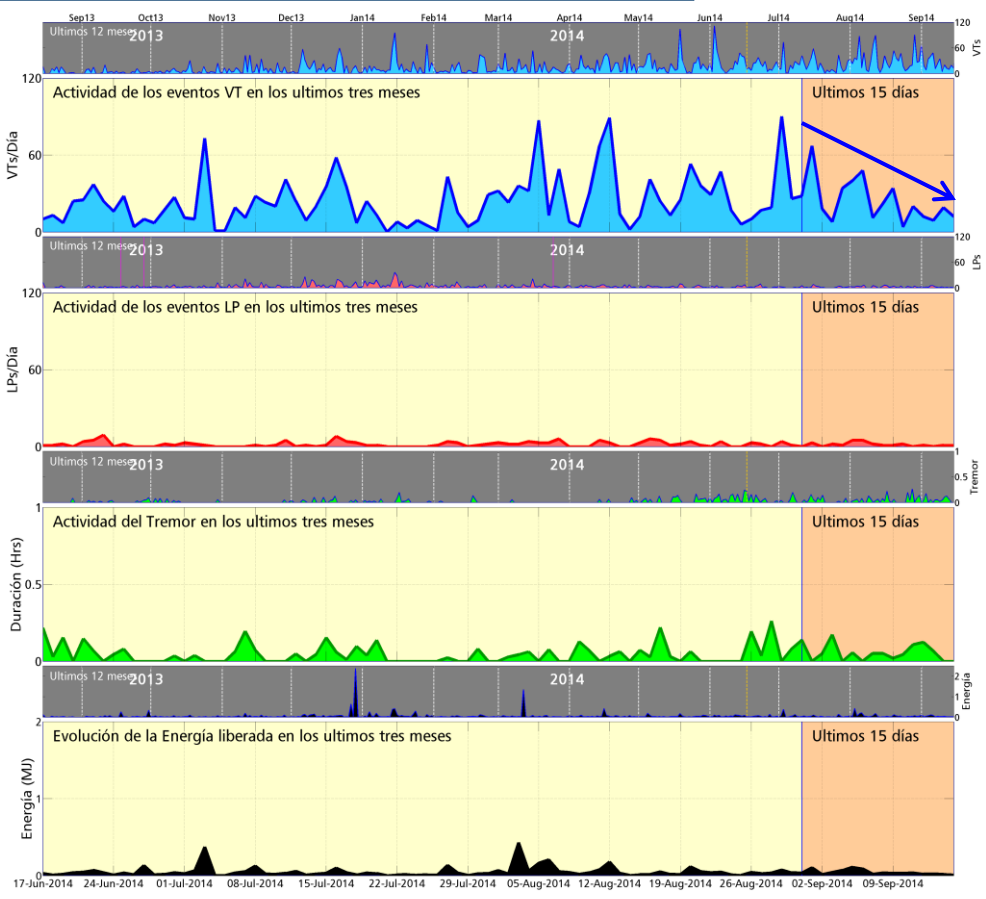 Sep13 Oct13 Nov13 Dec13 Jan14 Feb14 Mar14 Apr14 May14 Jun14 Jul14 Aug14 Sep14
Ultimos 12 meses
2013
2014
120
60
0
VTs
120
60
0
VTs/Día
Actividad de los eventos VT en los ultimos tres meses
Ultimos 15 días
Ultimos 12 meses
2013
2014
120
60
0
LPs
120
60
0
LPs/Día
Actividad de los eventos LP en los ultimos tres meses
Ultimos 15 días
Ultimos 12 meses
2013
2014
1
0.5
0
Tremor
1
0.5
0
Duración (Hrs)
Actividad del Tremor en los ultimos tres meses
Ultimos 15 días
Ultimos 12 meses
2013
2014
2
1
0
Energía
2
1
0
Energía (MJ)
Evolución de la Energía liberada en los ultimos tres meses
Ultimos 15 días
17-Jun-2014 24-Jun-2014 01-Jul-2014 08-Jul-2014 15-Jul-2014 22-Jul-2014 29-Jul-2014 05-Aug-2014 12-Aug-2014 19-Aug-2014 26-Aug-2014 02-Sep-2014 09-Sep-2014